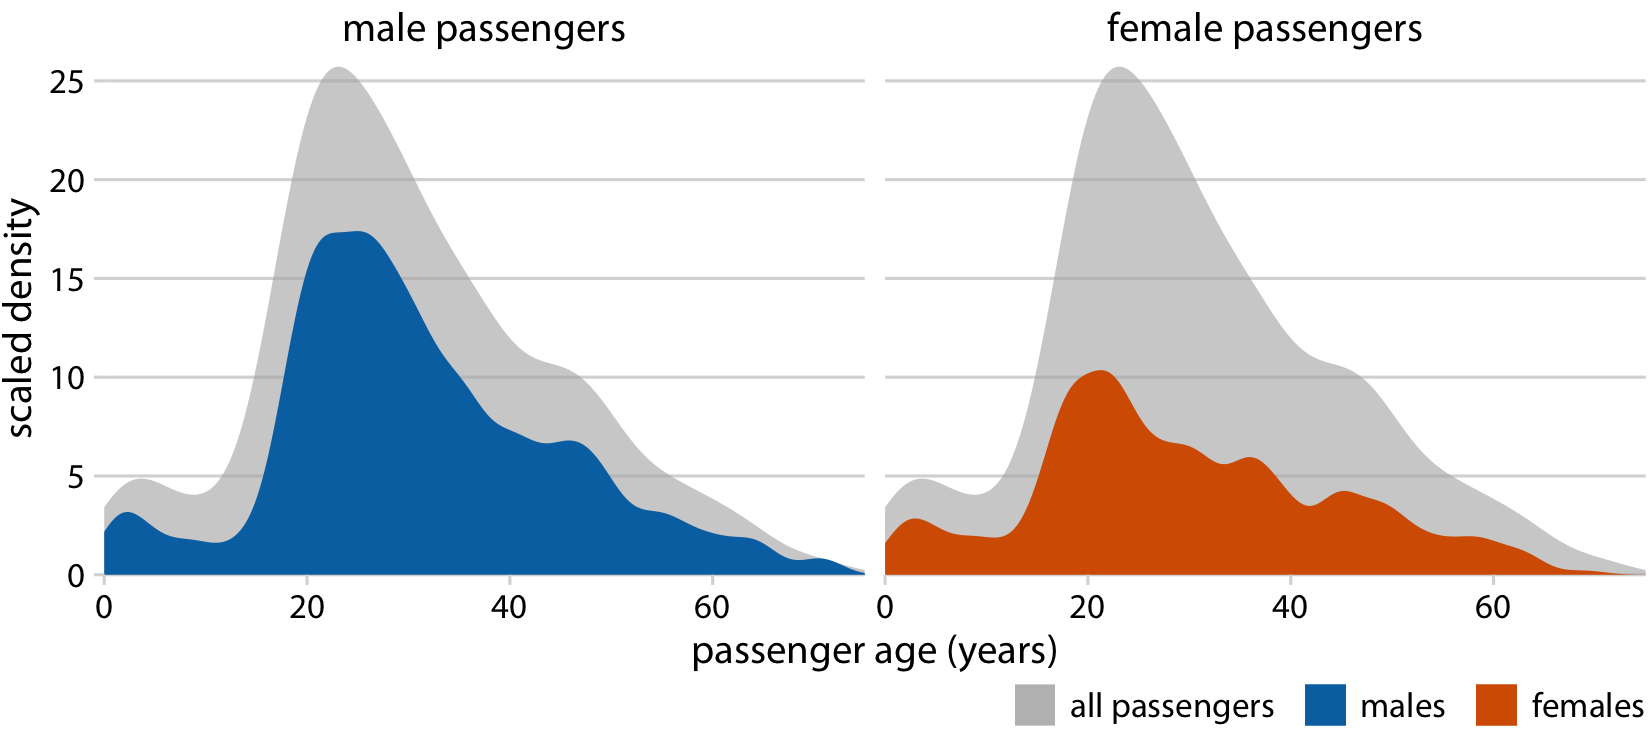 male passengers
female passengers
scaled density
25
20
15
10
5
0
0 20 40 60
0 20 40 60
passenger age (years)
all passengers males females